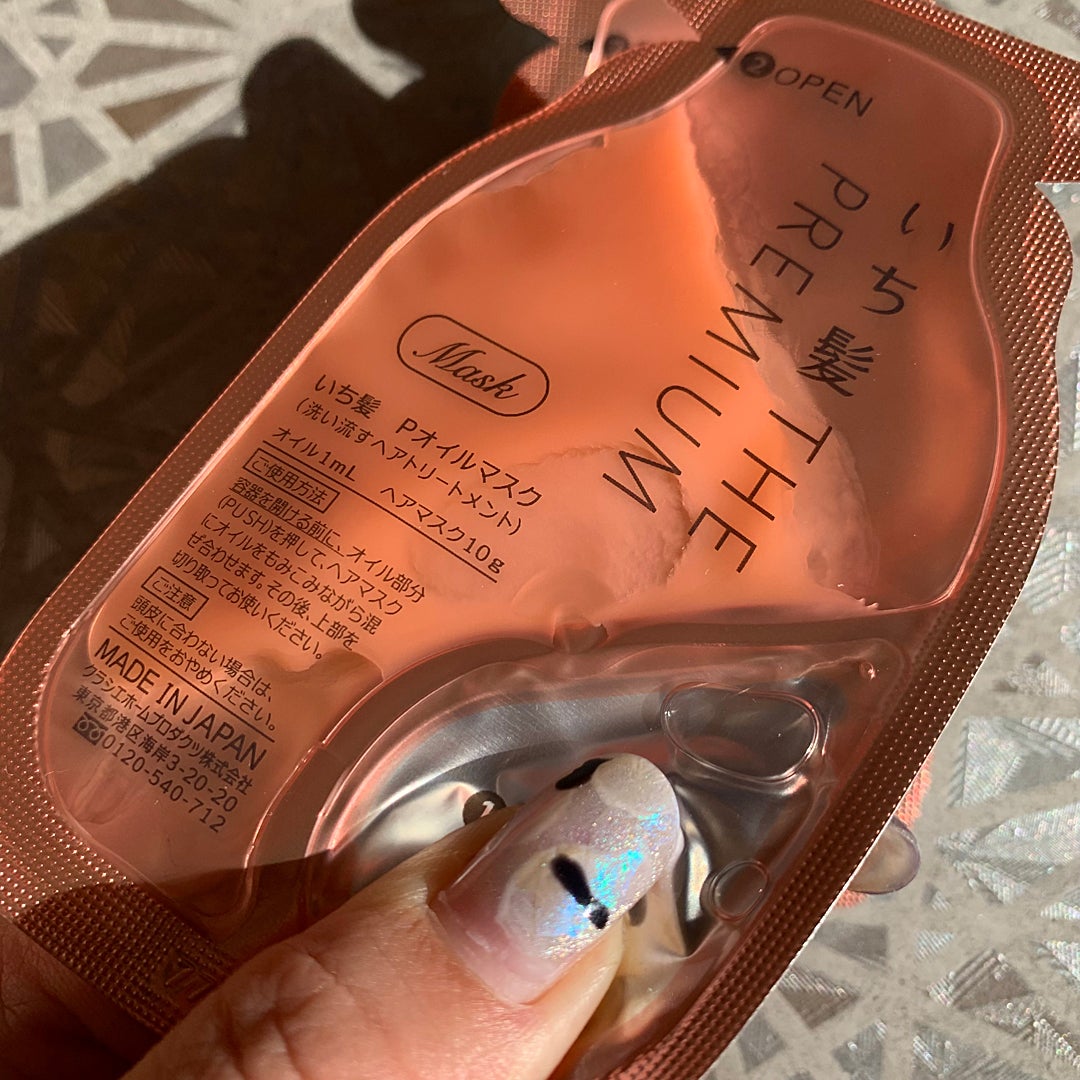 2 OPEN
いち髪
THE
PREMIUM
Mask
いち髪 Pオイルマスク
(洗い流すヘアトリートメント)
オイル1mL ヘアマスク10g
ご使用方法
容器を開ける前に、オイル部分
(PUSH)を押して、ヘアマスク
にオイルをもみこみながら混
ぜ合わせます。その後、上部を
切り取ってお使いください。
ご注意
頭皮に合わない場合は、
ご使用をおやめください。
MADE IN JAPAN
クラシエホームプロダクツ株式会社
東京都港区海岸3-20-20
0120-540-712
1